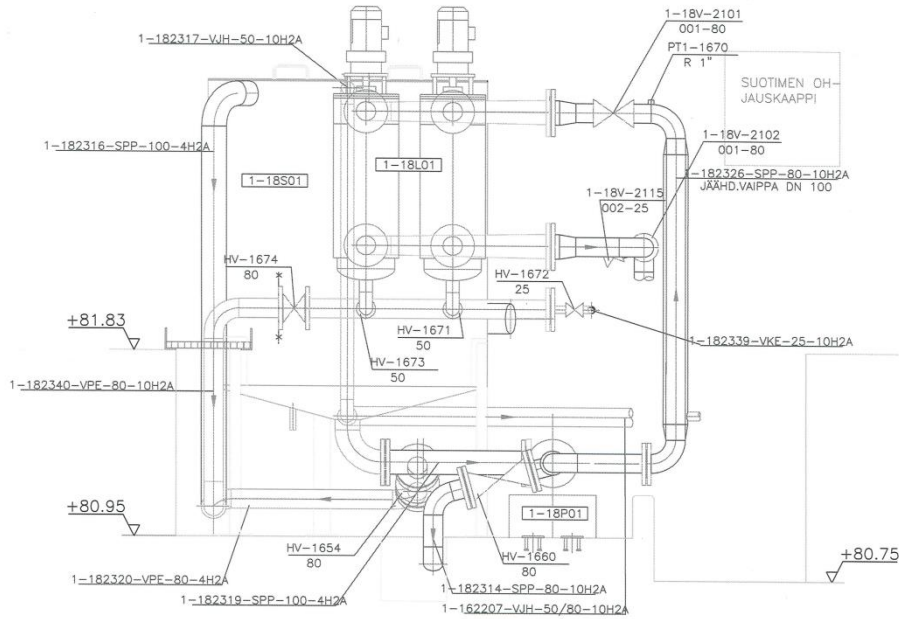 1-18V-2101
001-80
1-182317-VJH-50-10H2A
PT1-1670
R 1"
SUOTIMEN OH-
JAUSKAAPPI
1-18V-2102
001-80
1-182316-SPP-100-4H2A
1-18L01
1-18S01
1-182326-SPP-80-10H2A
JÄÄHD.VAIPPA DN 100
1-18V-2115
002-25
HV-1674
80
HV-1672
25
+81.83
HV-1671
50
1-182339-VKE-25-10H2A
HV-1673
50
1-182340-VPE-80-10H2A
+80.95
1-18P01
HV-1654
80
HV-1660
80
+80.75
1-182320-VPE-80-4H2A
1-182314-SPP-80-10H2A
1-182319-SPP-100-4H2A
1-162207-VJH-50/80-10H2A